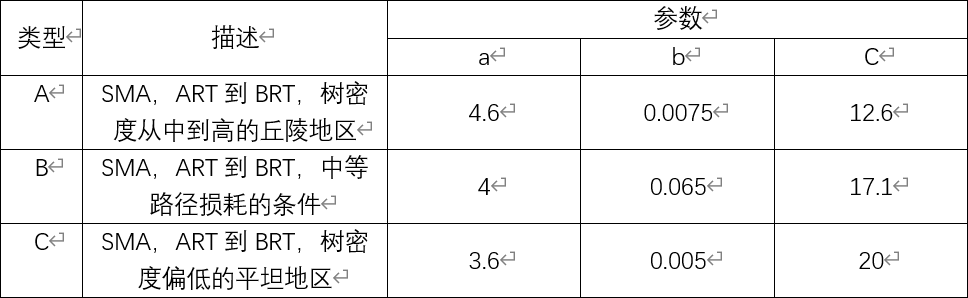 类型 描述 参数
a b C
A SMA，ART 到 BRT，树密
度从中到高的丘陵地区 4.6 0.0075 12.6
B SMA，ART 到 BRT，中等
路径损耗的条件 4 0.065 17.1
C SMA，ART 到 BRT，树密
度偏低的平坦地区 3.6 0.005 20